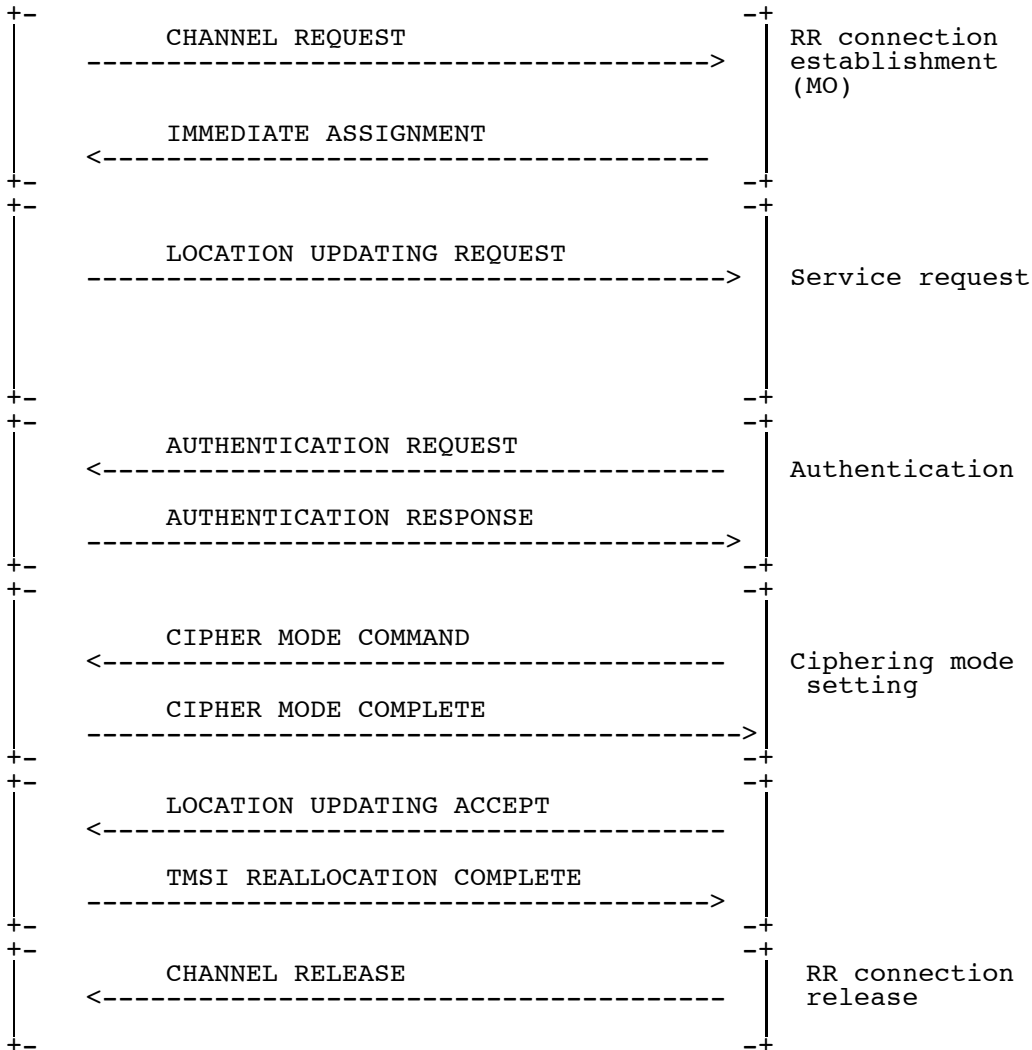 CHANNEL REQUEST
RR connection
establishment
(MO)
IMMEDIATE ASSIGNMENT
LOCATION UPDATING REQUEST
Service request
AUTHENTICATION REQUEST
Authentication
AUTHENTICATION RESPONSE
CIPHER MODE COMMAND
Ciphering mode
setting
CIPHER MODE COMPLETE
LOCATION UPDATING ACCEPT
TMSI REALLOCATION COMPLETE
CHANNEL RELEASE
RR connection
release